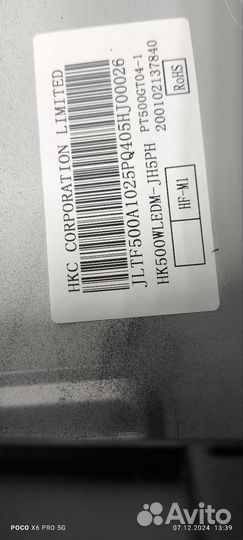 HKC CORPORATION LIMITED
JLTF500A1025PQ405HJ00026
HK500WLEDM-JH5PH PT500GT04-1
200102137840
RoHS
HF-M1
POCO X6 PRO 5G
07.12.2024 13:39
Avito